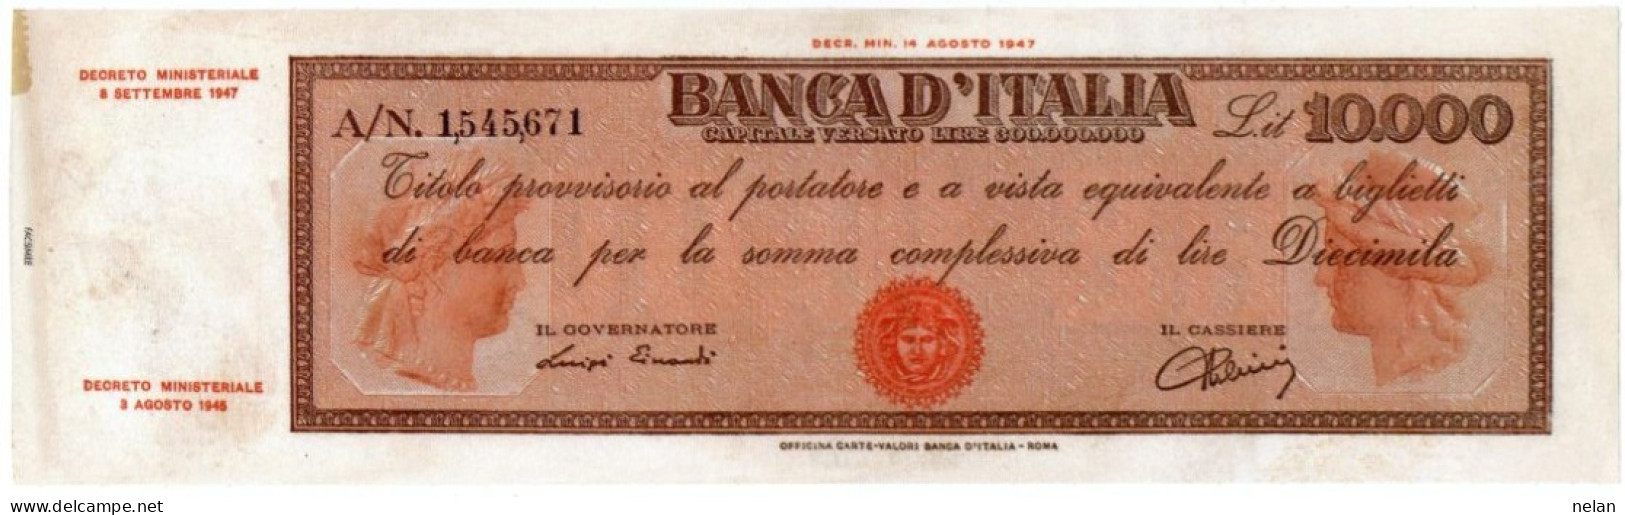 DECR. MIN. 14 AGOSTO 1947
DECRETO MINISTERIALE
8 SETTEMBRE 1947
BANCA D'ITALIA
CAPITALE VERSATO LIRE 300.000.000
A/N. 1,545,671
L.it 10.000
Titolo provvisorio al portatore e a vista equivalente a biglietti
di banca per la somma complessiva di lire Diecimila
FACSIMILE
IL GOVERNATORE
Luigi Einaudi
IL CASSIERE
DECRETO MINISTERIALE
3 AGOSTO 1945
OFFICINA CARTE-VALORI BANCA D'ITALIA - ROMA
www.delcampe.net
nelan